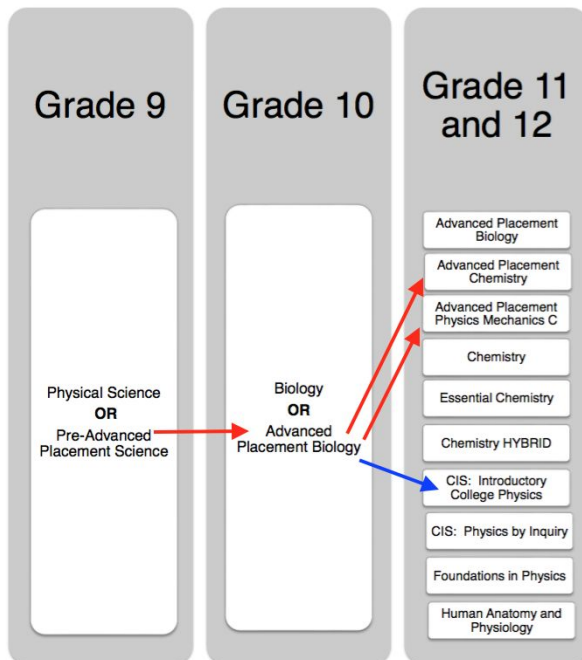 Grade 9
Physical Science
OR
Pre-Advanced
Placement Science
Grade 10
Biology
OR
Advanced
Placement Biology
Grade 11
and 12
Advanced Placement
Biology
Advanced Placement
Chemistry
Advanced Placement
Physics Mechanics C
Chemistry
Essential Chemistry
Chemistry HYBRID
CIS: Introductory
College Physics
CIS: Physics by Inquiry
Foundations in Physics
Human Anatomy and
Physiology